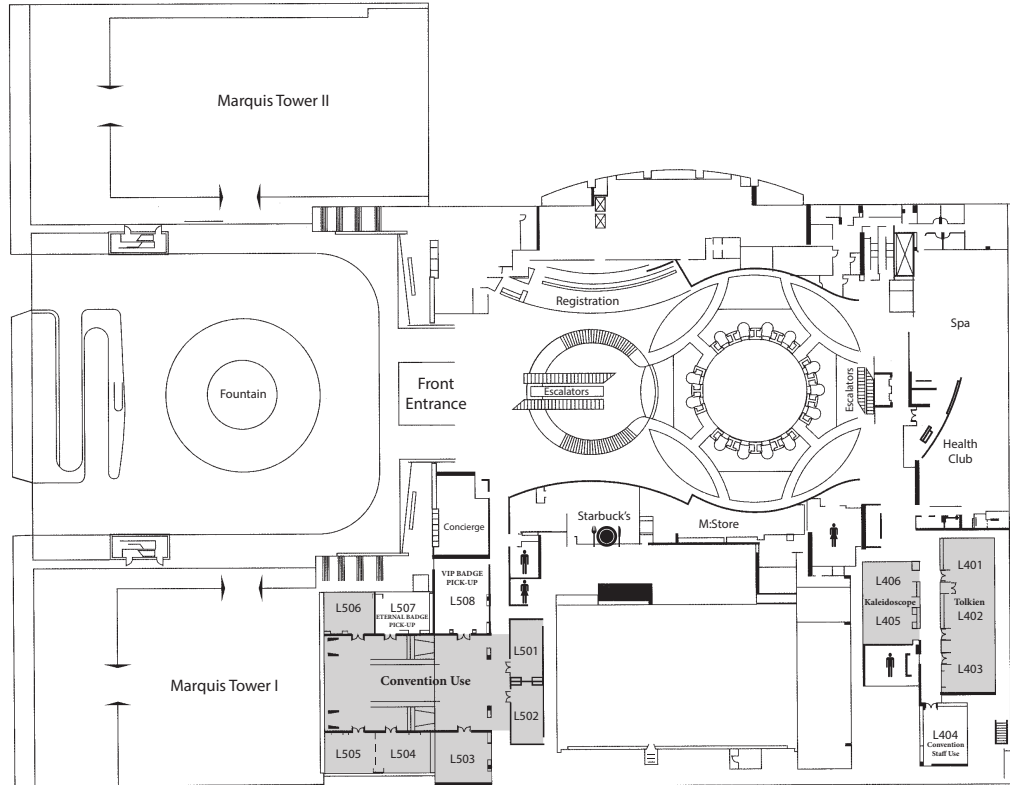 Marquis Tower II
Registration
Spa
Escalators
Escalators
Fountain
Front
Entrance
Health
Club
Starbuck's
M:Store
Concierge
VIP BADGE
PICK-UP
L508
L506
L507
ETERNAL BADGE
PICK-UP
L406
Kaleidoscope
L405
L401
Tolkien
L402
L403
L501
L502
Marquis Tower I
Convention Use
L505
L504
L503
L404
Convention
Staff Use